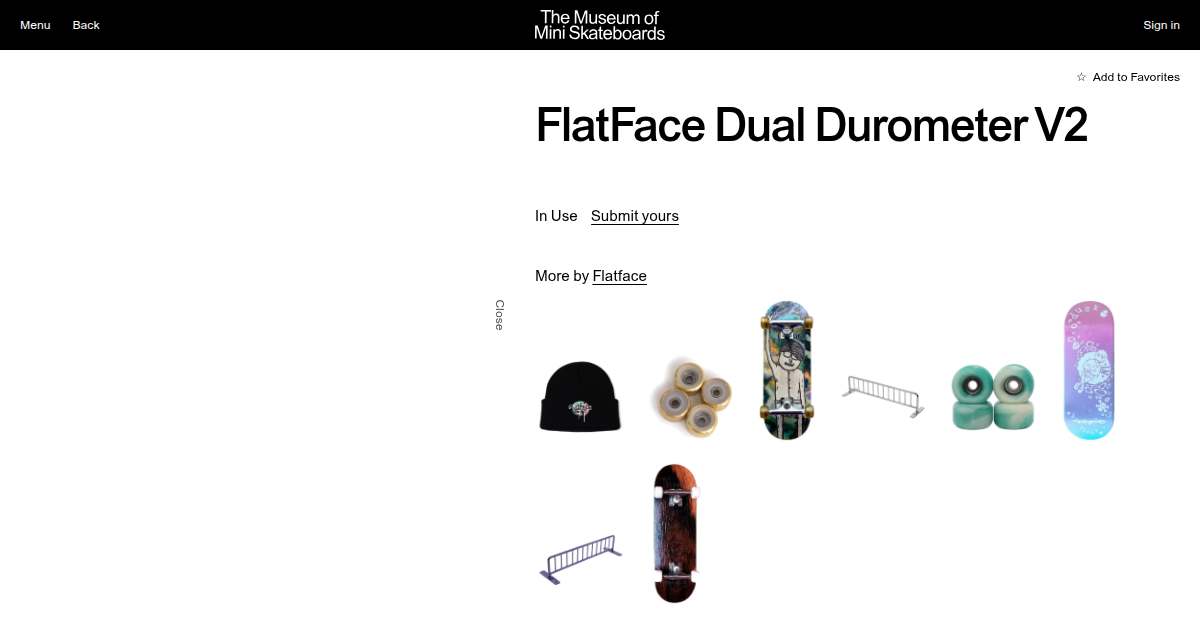 Menu Back
The Museum of
Mini Skateboards
Sign in
☆ Add to Favorites
FlatFace Dual Durometer V2
In Use Submit yours
More by Flatface
Close